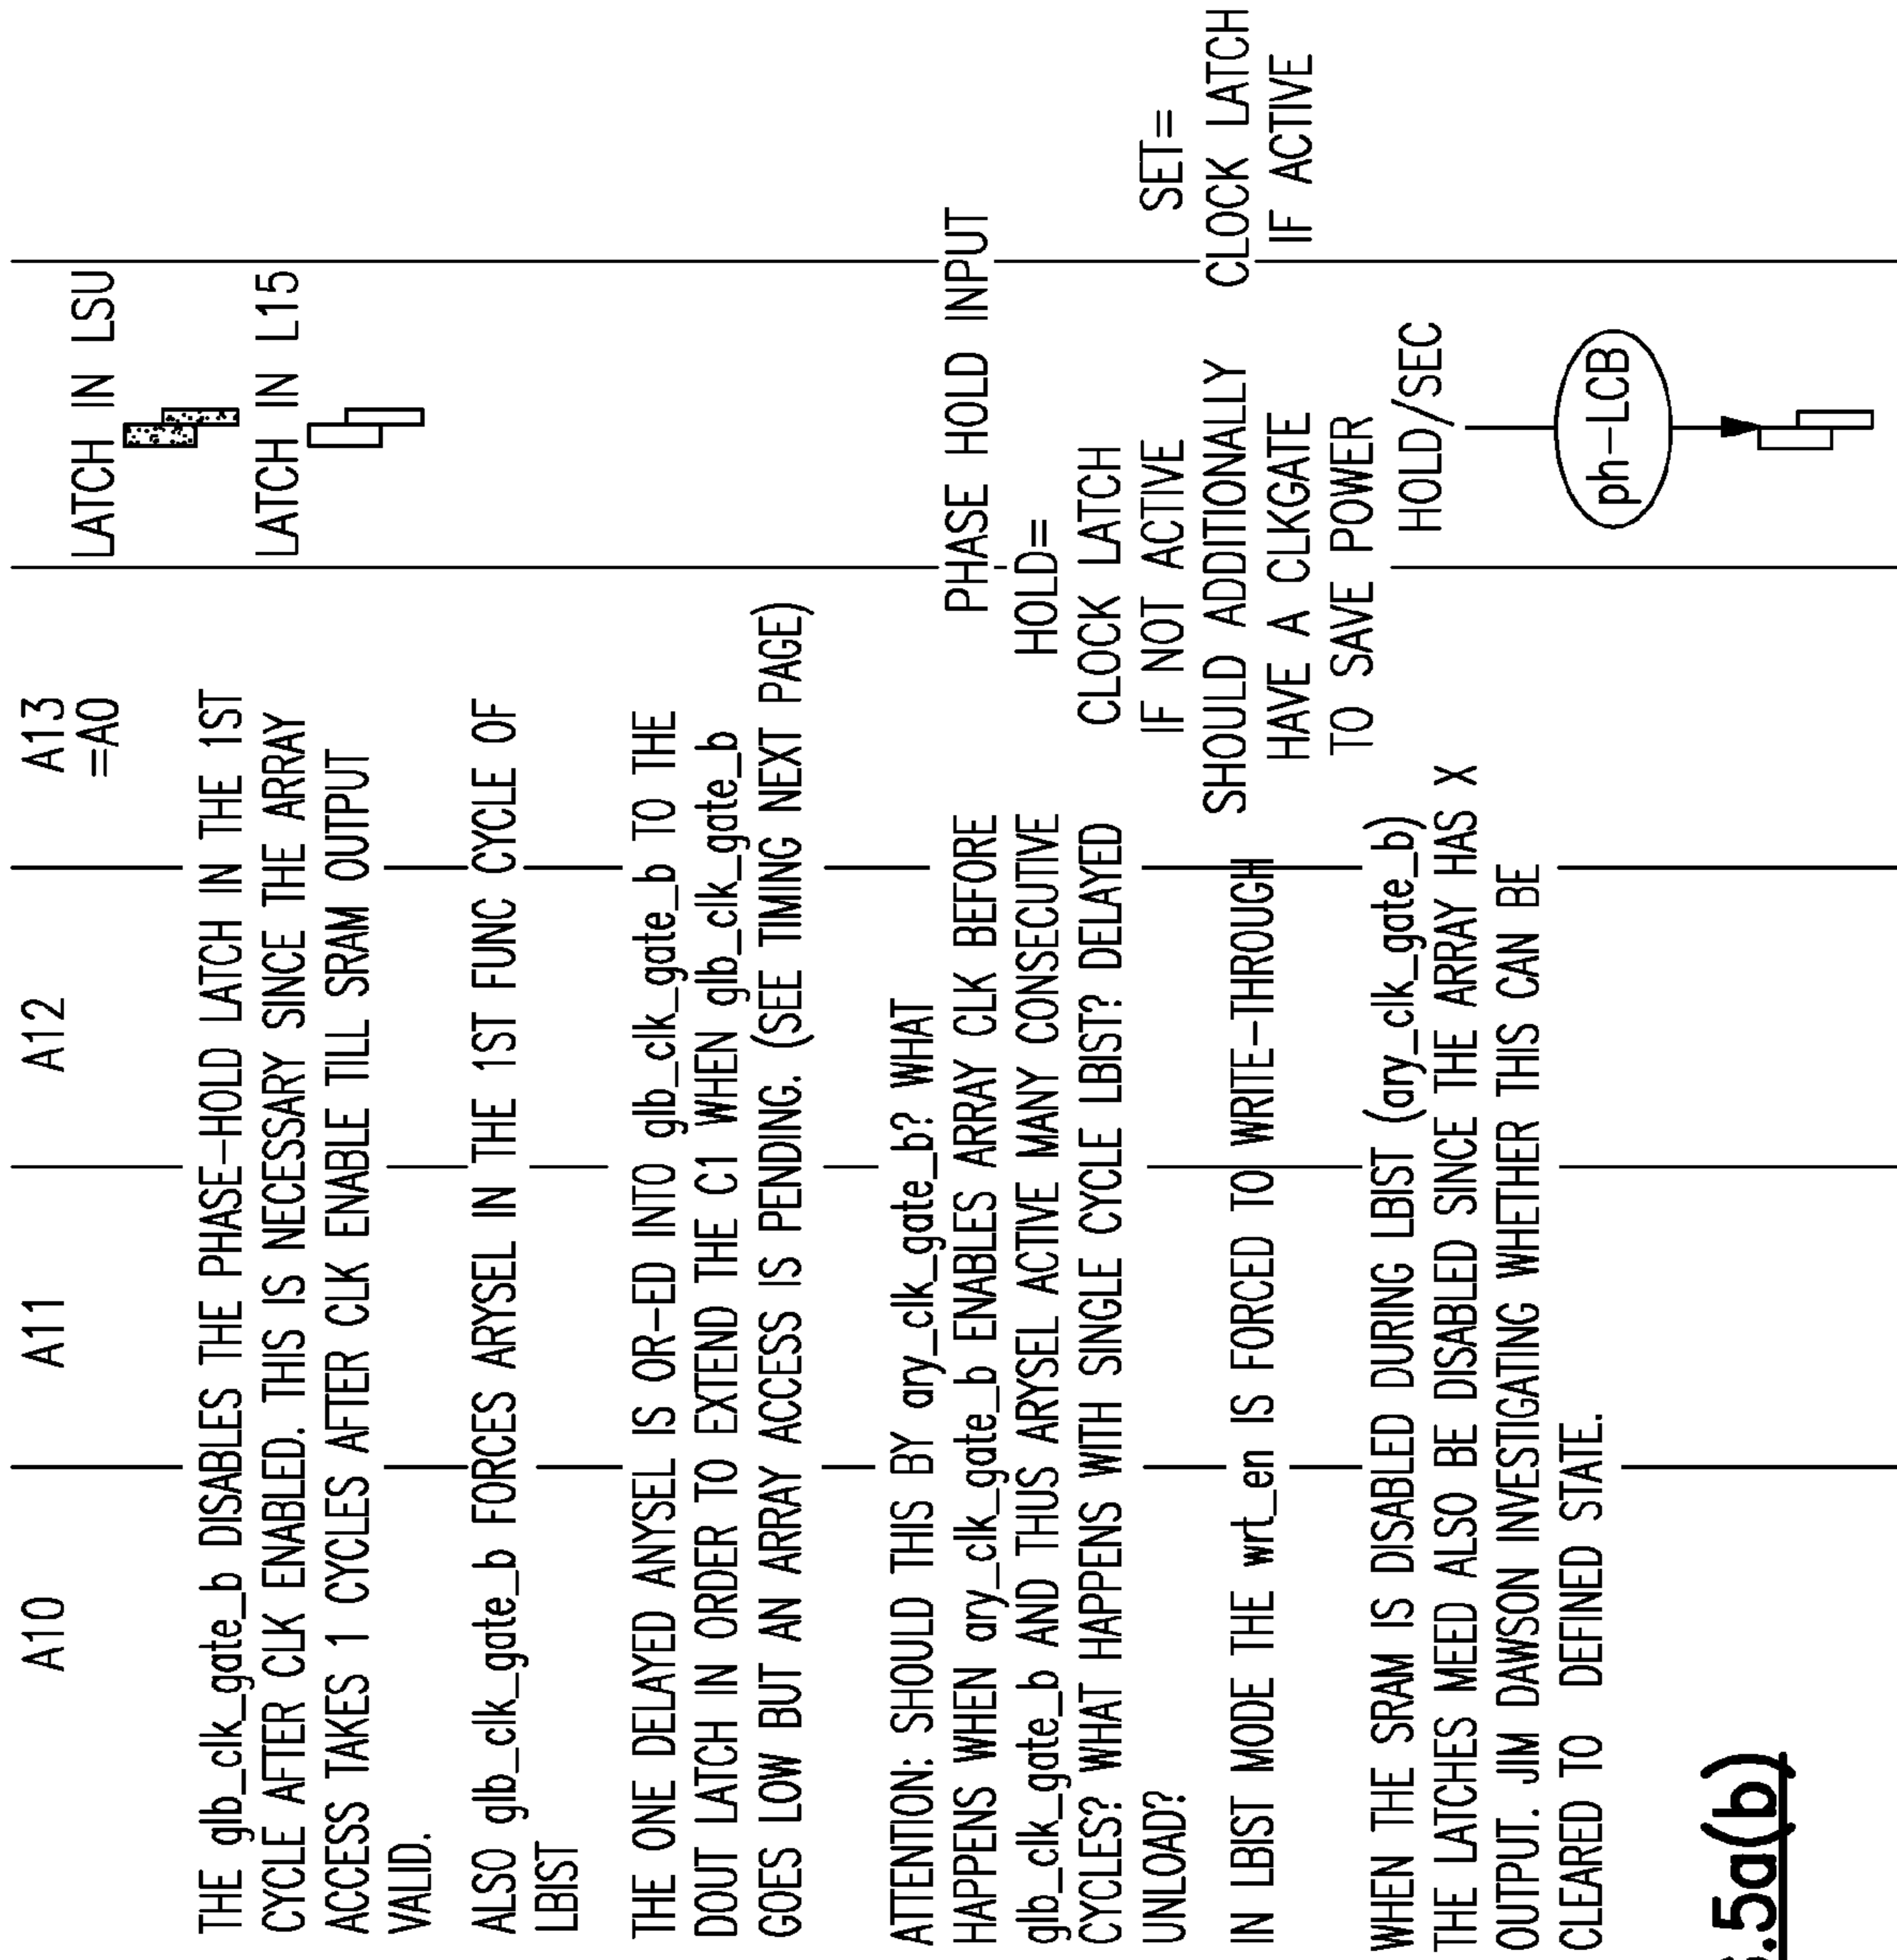 A10 A11 A12 A13
=A0
THE glb_clk_gate_b DISABLES THE PHASE-HOLD LATCH IN THE 1ST
CYCLE AFTER CLK ENABLED. THIS IS NECESSARY SINCE THE ARRAY
ACCESS TAKES 1 CYCLES AFTER CLK ENABLE TILL SRAM OUTPUT
VALID.
ALSO glb_clk_gate_b FORCES ARYSEL IN THE 1ST FUNC CYCLE OF
LBIST
THE ONE DELAYED ANYSEL IS OR-ED INTO glb_clk_gate_b TO THE
DOUT LATCH IN ORDER TO EXTEND THE C1 WHEN glb_clk_gate_b
GOES LOW BUT AN ARRAY ACCESS IS PENDING. (SEE TIMING NEXT PAGE)
ATTENTION: SHOULD THIS BY ary_clk_gate_b? WHAT
HAPPENS WHEN ary_clk_gate_b ENABLES ARRAY CLK BEFORE
glb_clk_gate_b AND THUS ARYSEL ACTIVE MANY CONSECUTIVE
CYCLES? WHAT HAPPENS WITH SINGLE CYCLE LBIST? DELAYED
UNLOAD?
IN LBIST MODE THE wrt_en IS FORCED TO WRITE-THROUGH
WHEN THE SRAM IS DISABLED DURING LBIST (ary_clk_gate_b)
THE LATCHES MEED ALSO BE DISABLED SINCE THE ARRAY HAS X
OUTPUT. JIM DAWSON INVESTIGATING WHETHER THIS CAN BE
CLEARED TO DEFINED STATE.
LATCH IN LSU
LATCH IN L15
PHASE HOLD INPUT
HOLD=
CLOCK LATCH
IF NOT ACTIVE
SHOULD ADDITIONALLY
HAVE A CLKGATE
TO SAVE POWER
SET=
CLOCK LATCH
IF ACTIVE
HOLD/SEC
ph-LCB
.5a(b)